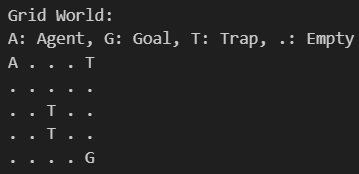 Grid World:
A: Agent, G: Goal, T: Trap, .: Empty
A . . . T
. . . . .
. . T . .
. . T . .
. . . . G